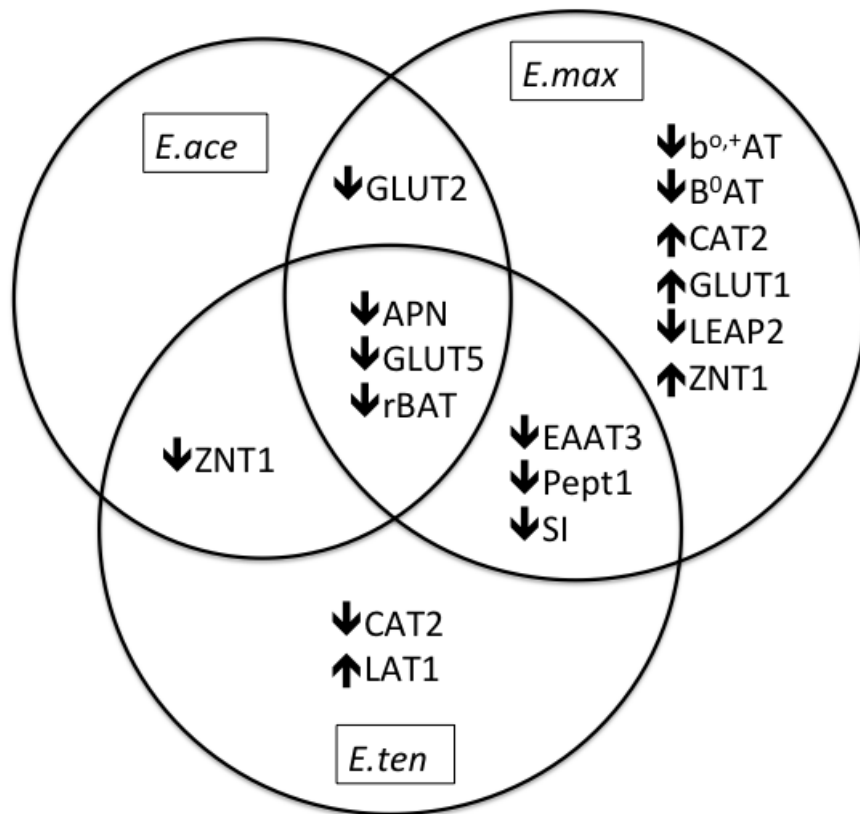 E.ace
E.max
↓GLUT2
↓b⁰,⁺AT
↓B⁰AT
↑CAT2
↑GLUT1
↓LEAP2
↑ZNT1
↓APN
↓GLUT5
↓rBAT
↓ZNT1
↓EAAT3
↓Pept1
↓SI
↓CAT2
↑LAT1
E.ten